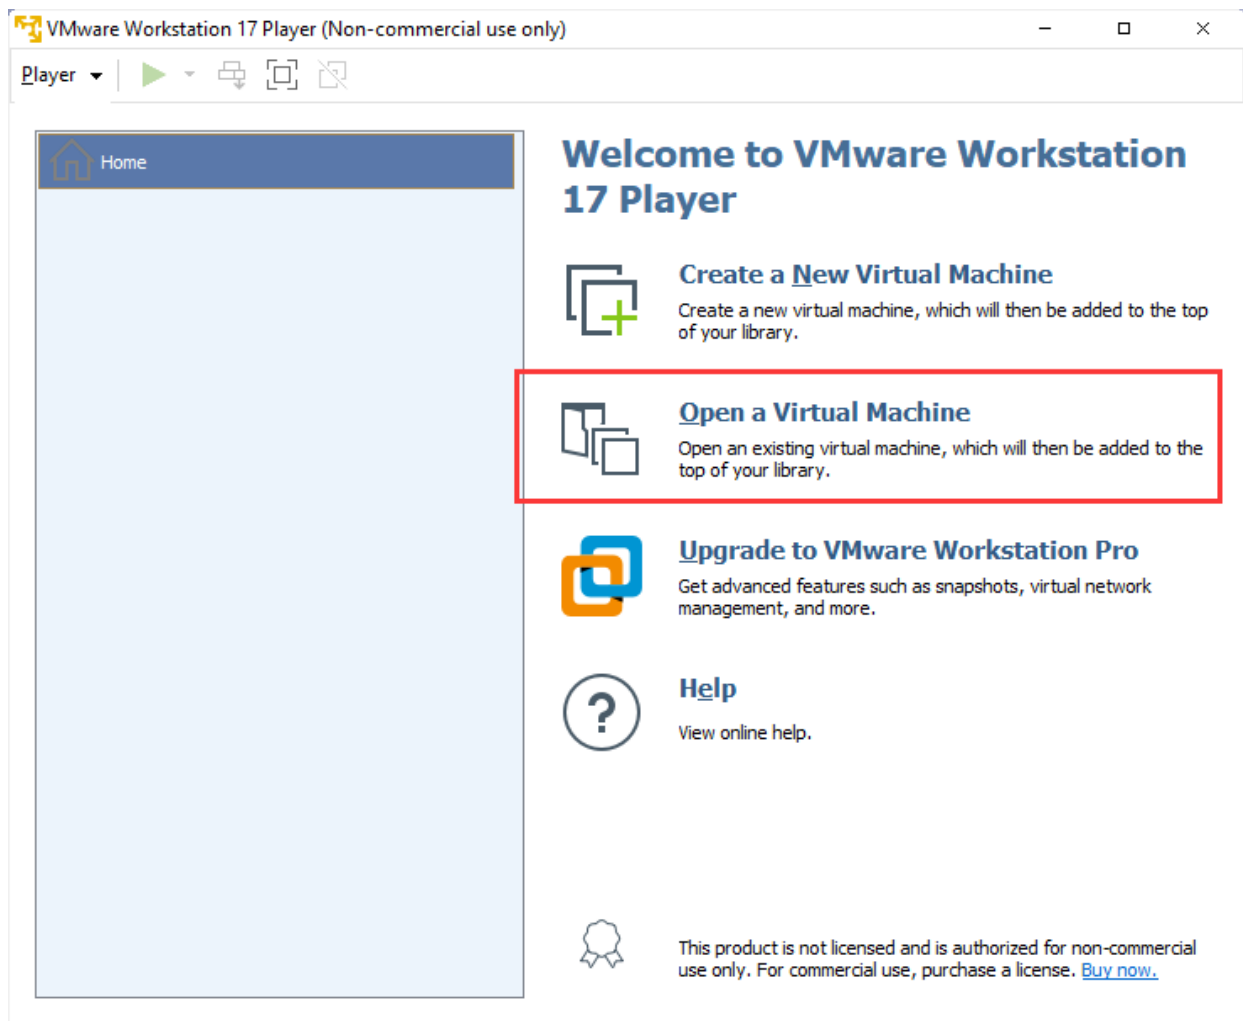 VMware Workstation 17 Player (Non-commercial use only)
Player
Home
Welcome to VMware Workstation
17 Player
Create a New Virtual Machine
Create a new virtual machine, which will then be added to the top
of your library.
Open a Virtual Machine
Open an existing virtual machine, which will then be added to the
top of your library.
Upgrade to VMware Workstation Pro
Get advanced features such as snapshots, virtual network
management, and more.
?
Help
View online help.
This product is not licensed and is authorized for non-commercial
use only. For commercial use, purchase a license. Buy now.